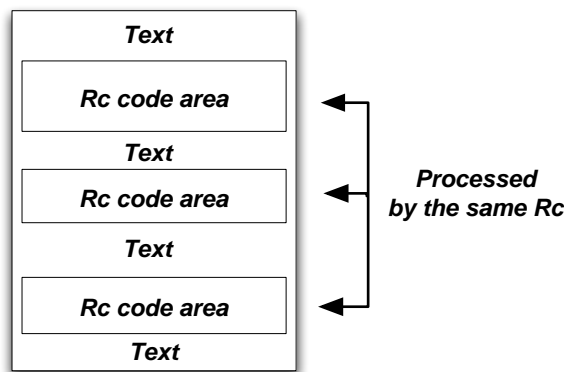 Text
Rc code area
Text
Rc code area
Text
Rc code area
Text
Processed
by the same Rc